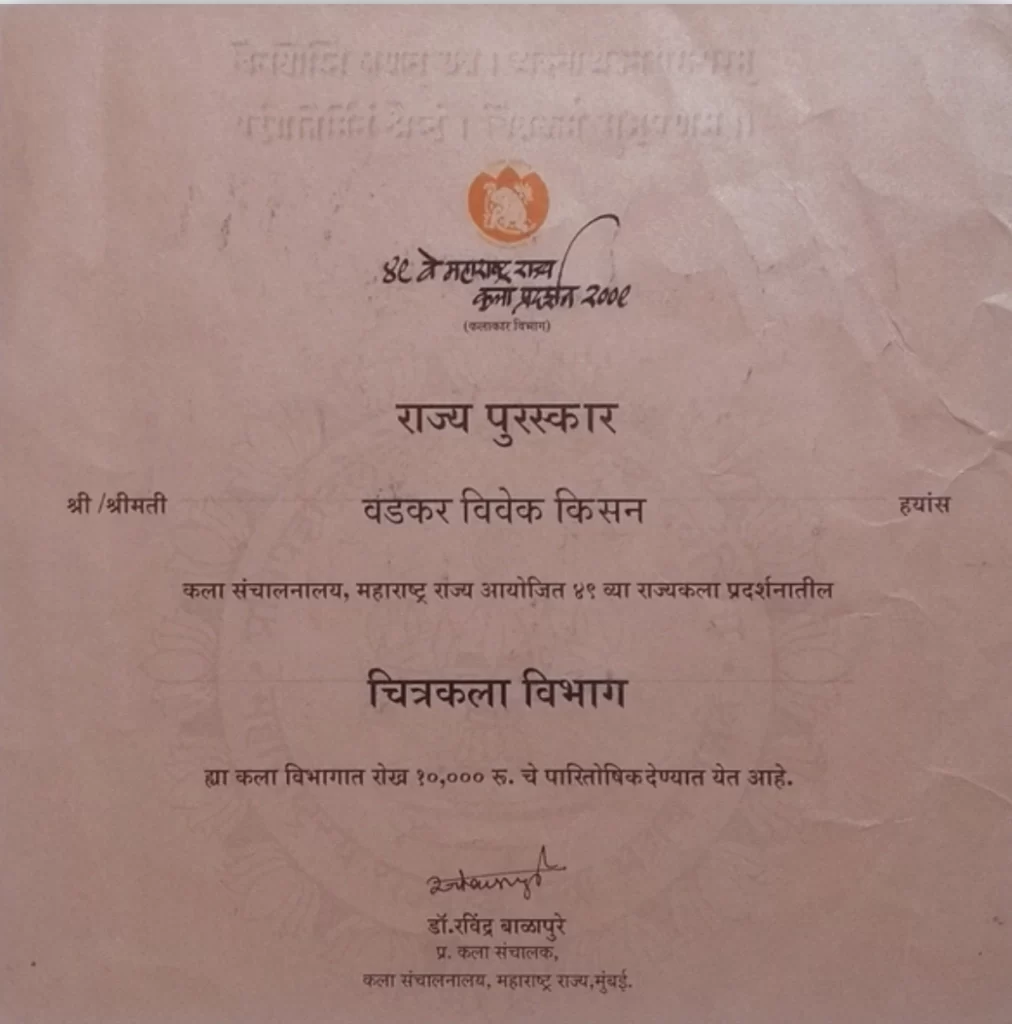 ४९ वे महाराष्ट्र राज्य
कला प्रदर्शन २००९
(कलाकार विभाग)
राज्य पुरस्कार
श्री /श्रीमती वंडकर विवेक किसन हयांस
कला संचालनालय, महाराष्ट्र राज्य आयोजित ४९ व्या राज्यकला प्रदर्शनातील
चित्रकला विभाग
ह्या कला विभागात रोख १०,००० रू. चे पारितोषिक देण्यात येत आहे.
डॉ.रविंद्र बाळापुरे
प्र. कला संचालक,
कला संचालनालय, महाराष्ट्र राज्य,मुंबई.